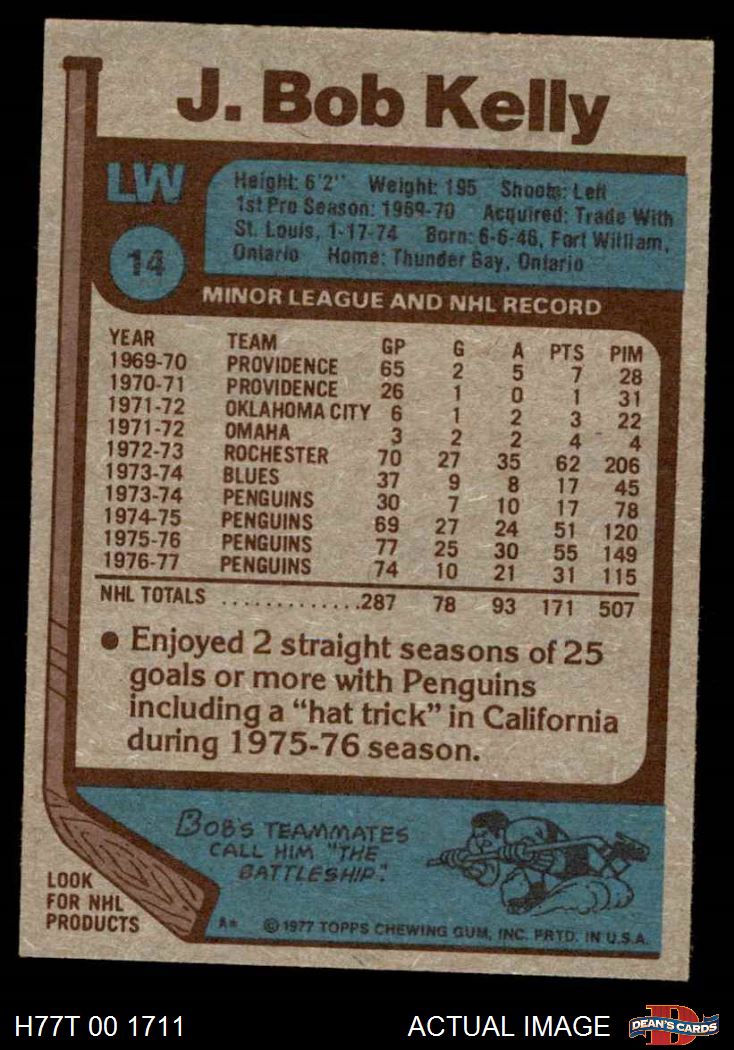 J. Bob Kelly
LW
14
Height: 6'2" Weight: 195 Shoots: Left
1st Pro Season: 1969-70 Acquired: Trade With
St. Louis, 1-17-74 Born: 6-6-46, Fort William,
Ontario Home: Thunder Bay, Ontario
MINOR LEAGUE AND NHL RECORD
YEAR TEAM GP G A PTS PIM
1969-70 PROVIDENCE 65 2 5 7 28
1970-71 PROVIDENCE 26 1 0 1 31
1971-72 OKLAHOMA CITY 6 1 2 3 22
1971-72 OMAHA 3 2 2 4 4
1972-73 ROCHESTER 70 27 35 62 206
1973-74 BLUES 37 9 8 17 45
1973-74 PENGUINS 30 7 10 17 78
1974-75 PENGUINS 69 27 24 51 120
1975-76 PENGUINS 77 25 30 55 149
1976-77 PENGUINS 74 10 21 31 115
NHL TOTALS .............287 78 93 171 507
● Enjoyed 2 straight seasons of 25
goals or more with Penguins
including a "hat trick" in California
during 1975-76 season.
BOB'S TEAMMATES
CALL HIM "THE
BATTLESHIP."
LOOK
FOR NHL
PRODUCTS
A* © 1977 TOPPS CHEWING GUM, INC. PRTD. IN U.S.A.
H77T 00 1711 ACTUAL IMAGE
D
DEAN'S CARDS